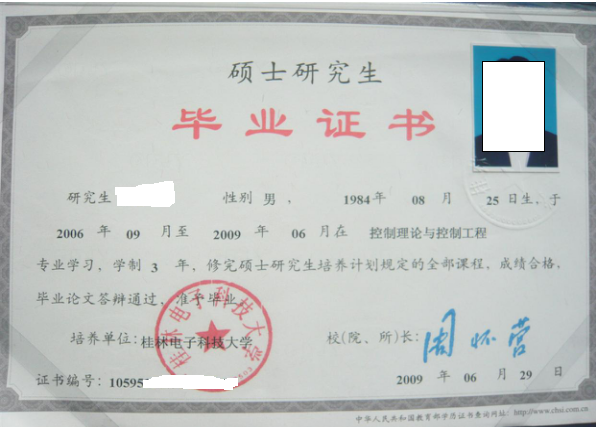 硕士研究生
毕业证书
研究生 性别 男 ， 1984年 08 月 25 日生，于
2006 年 09 月至 2009 年 06 月在 控制理论与控制工程
专业学习，学制 3 年，修完硕士研究生培养计划规定的全部课程，成绩合格，
毕业论文答辩通过，准予毕业。
培养单位：桂林电子科技大学 校(院、所)长：周怀营
桂林电子科技大学
证书编号：10595 2009 年 06 月 29 日
中华人民共和国教育部学历证书查询网址：http://www.chsi.com.cn